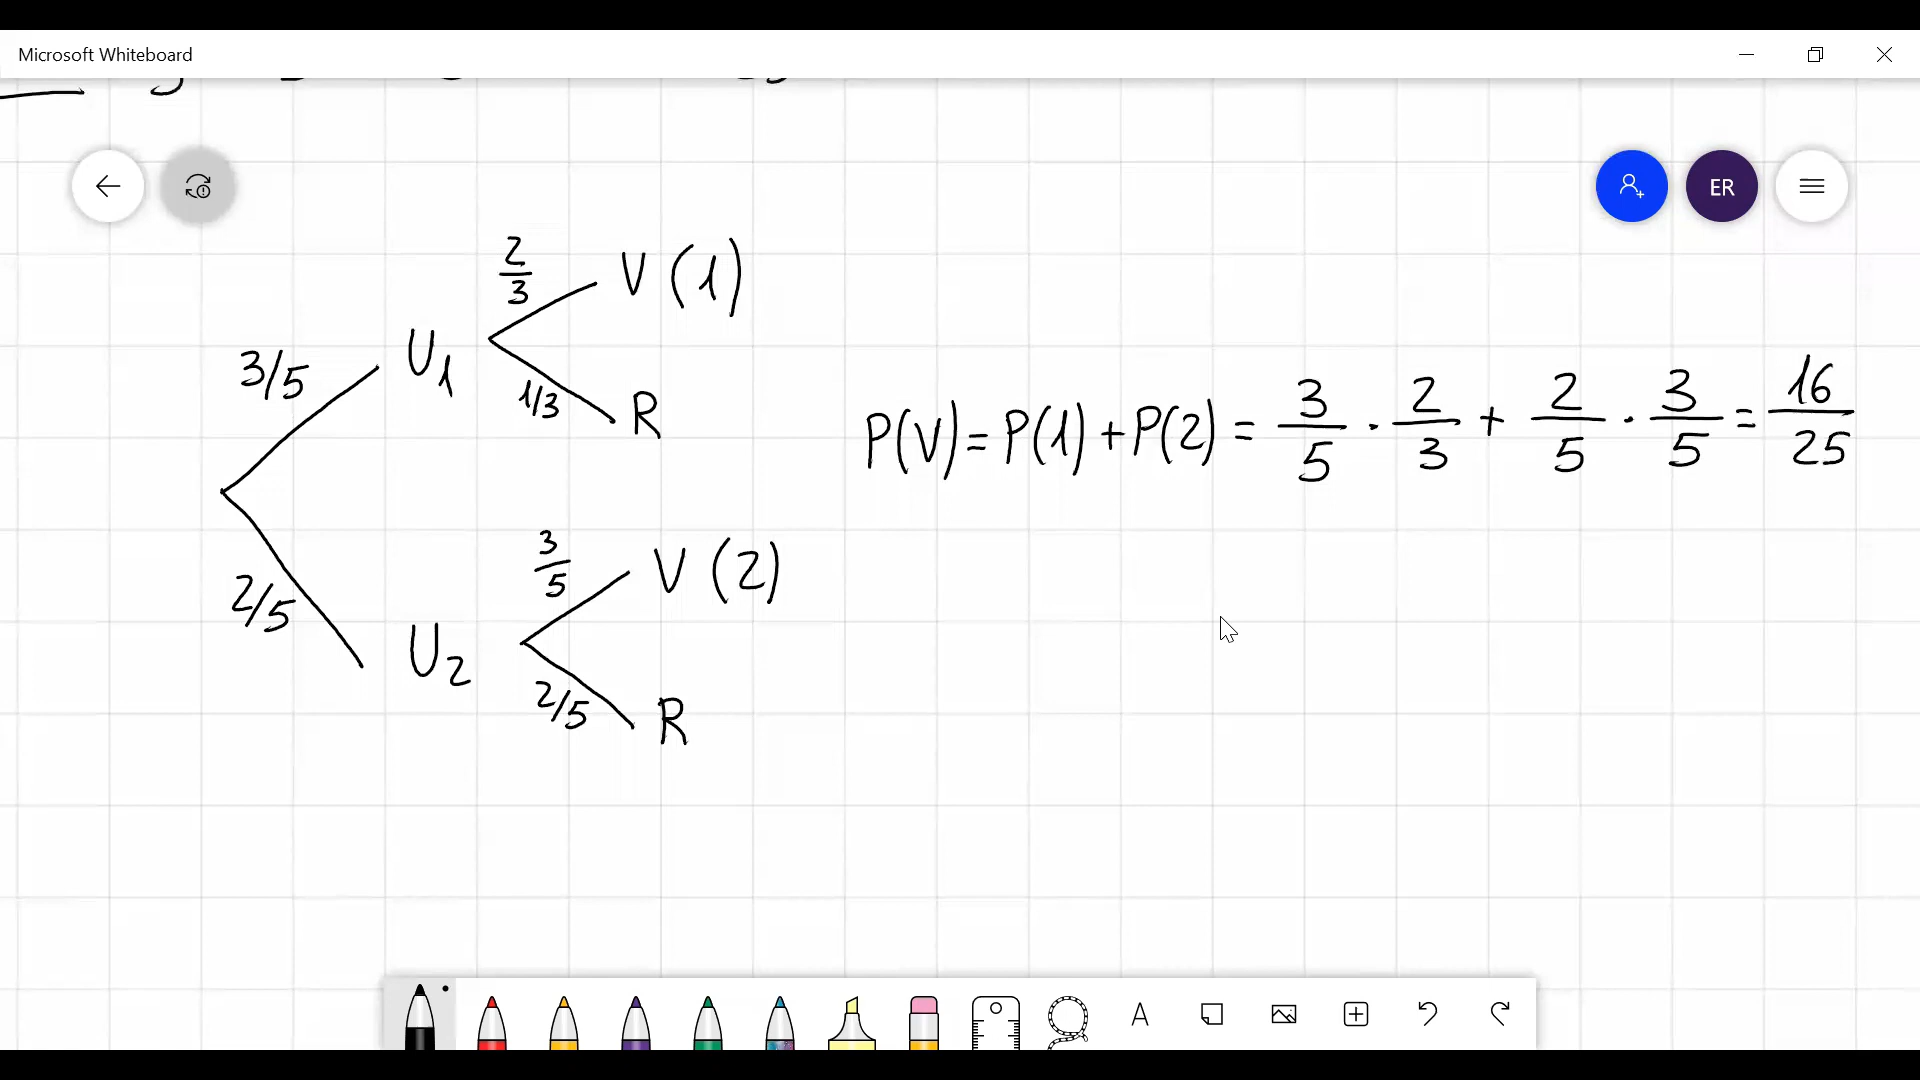 Microsoft Whiteboard
ER
2/3 V (1)
3/5 U₁
1/3 R
P(V) = P(1) + P(2) = 3/5 · 2/3 + 2/5 · 3/5 = 16/25
3/5 V (2)
2/5 U₂
2/5 R
A